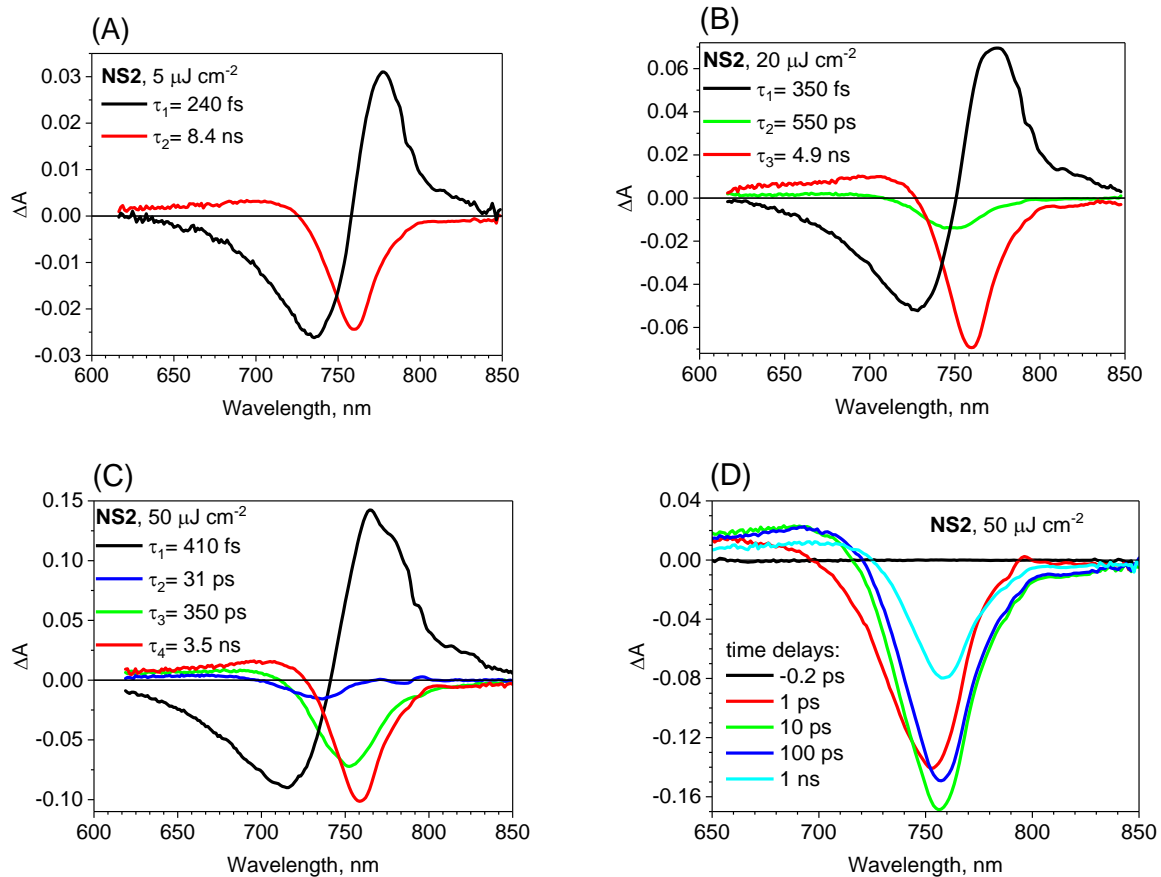 (A)
NS2, 5 μJ cm-2
τ1= 240 fs
τ2= 8.4 ns
0.03
0.02
0.01
0.00
-0.01
-0.02
-0.03
ΔA
600 650 700 750 800 850
Wavelength, nm
(B)
NS2, 20 μJ cm-2
τ1= 350 fs
τ2= 550 ps
τ3= 4.9 ns
0.06
0.04
0.02
0.00
-0.02
-0.04
-0.06
ΔA
600 650 700 750 800 850
Wavelength, nm
(C)
NS2, 50 μJ cm-2
τ1= 410 fs
τ2= 31 ps
τ3= 350 ps
τ4= 3.5 ns
0.15
0.10
0.05
0.00
-0.05
-0.10
ΔA
600 650 700 750 800 850
Wavelength, nm
(D)
NS2, 50 μJ cm-2
0.04
0.00
-0.04
-0.08
-0.12
-0.16
ΔA
time delays:
-0.2 ps
1 ps
10 ps
100 ps
1 ns
650 700 750 800 850
Wavelength, nm